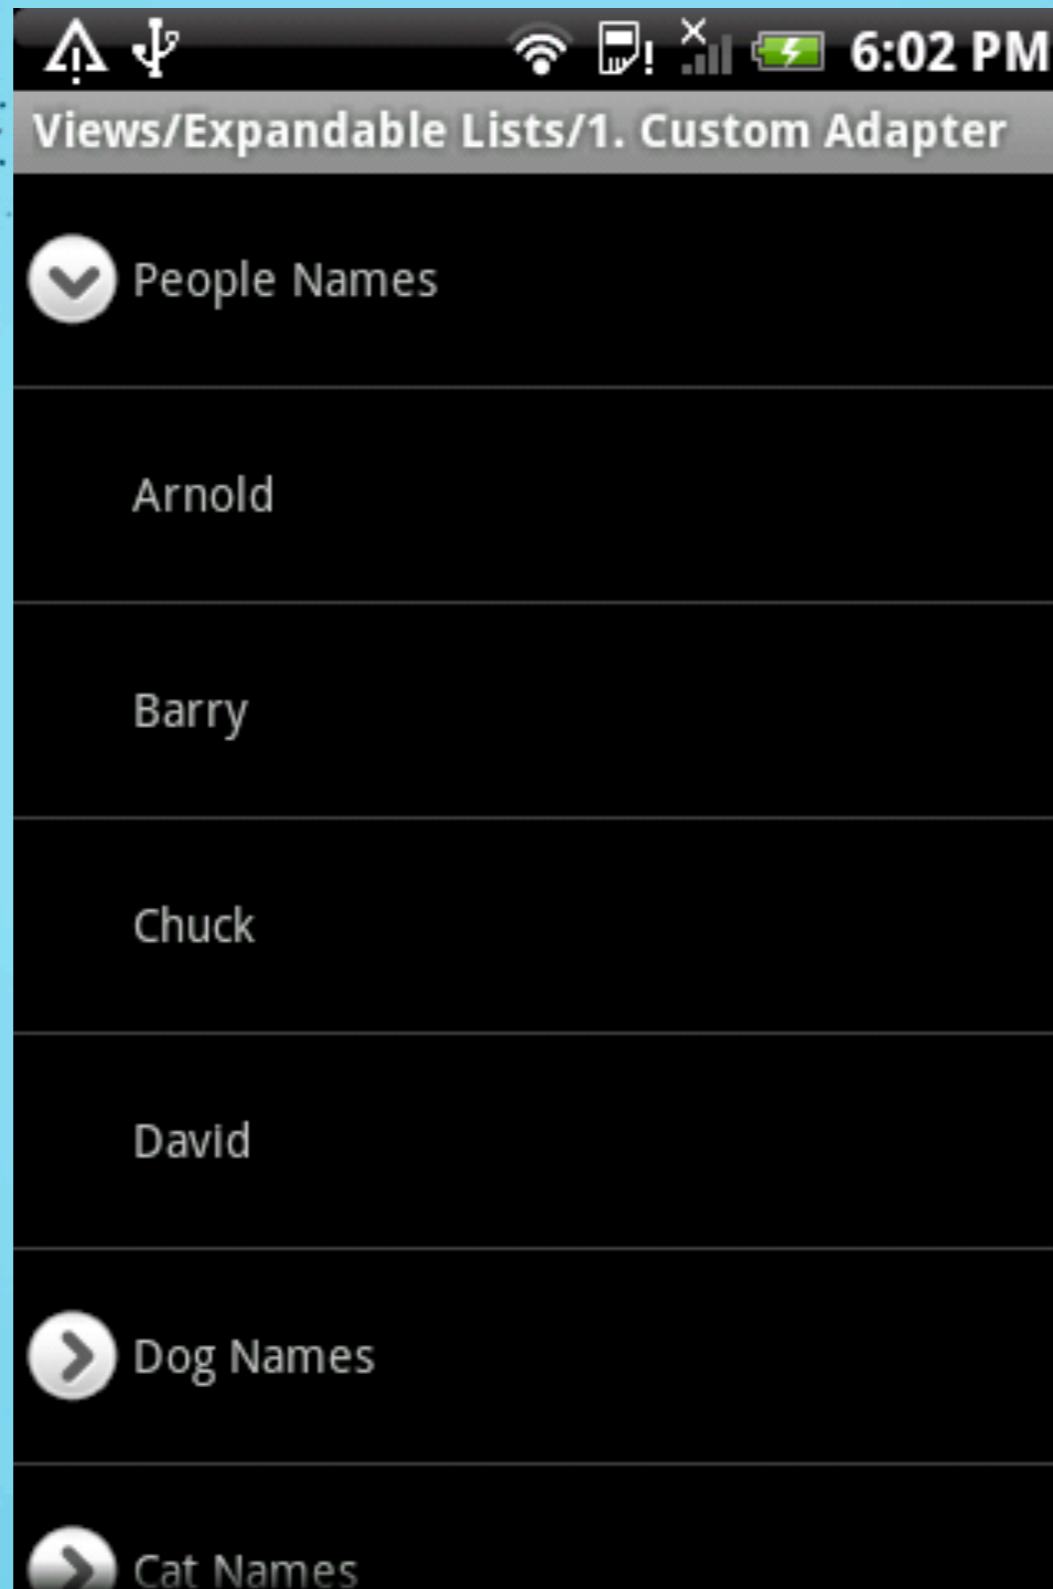 6:02 PM
Views/Expandable Lists/1. Custom Adapter
People Names
Arnold
Barry
Chuck
David
Dog Names
Cat Names